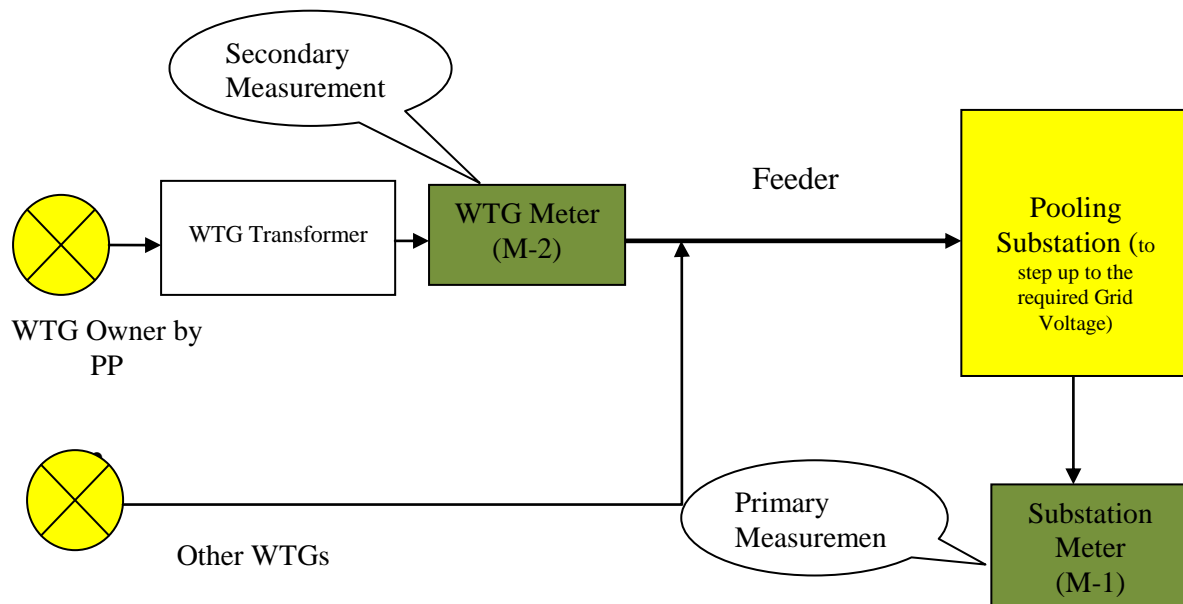 Secondary
Measurement
Feeder
WTG Transformer
WTG Meter
(M-2)
Pooling
Substation (to
step up to the
required Grid
Voltage)
WTG Owner by
PP
Other WTGs
Primary
Measuremen
Substation
Meter
(M-1)